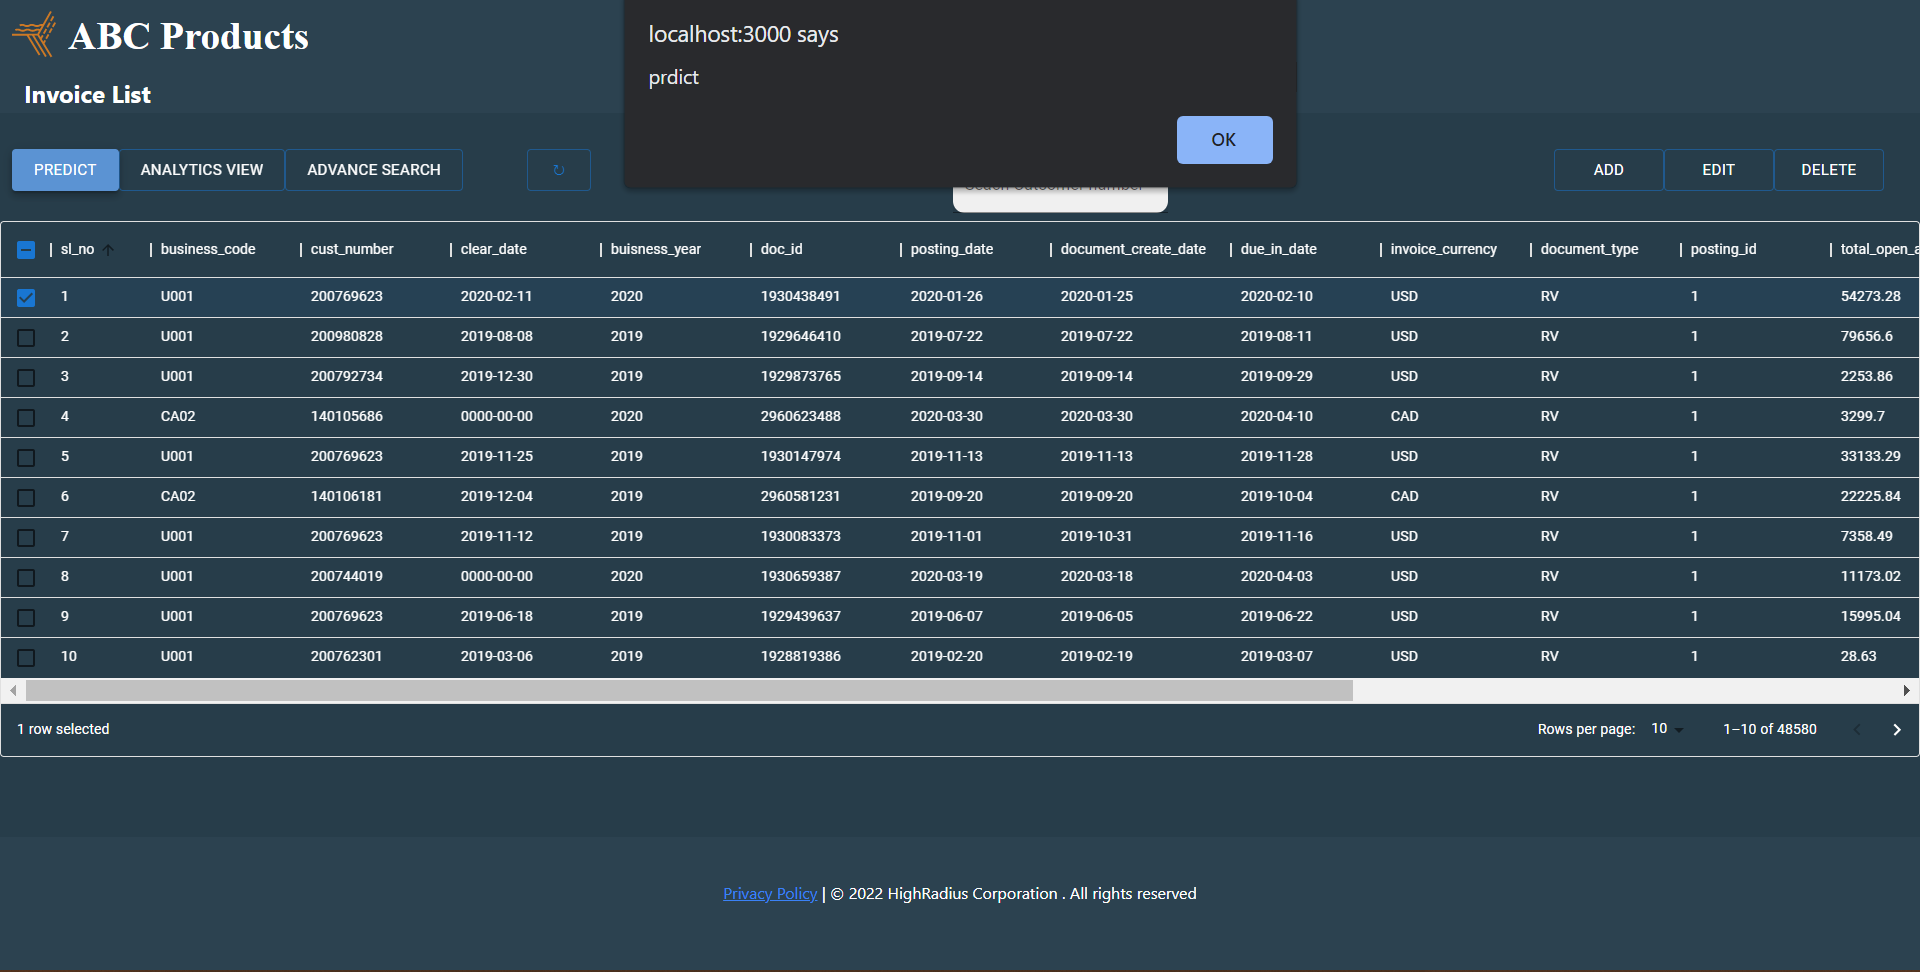 ABC Products
localhost:3000 says
prdict
OK
Invoice List
PREDICT ANALYTICS VIEW ADVANCE SEARCH ↻ ADD EDIT DELETE
sl_no ↑ business_code cust_number clear_date buisness_year doc_id posting_date document_create_date due_in_date invoice_currency document_type posting_id total_open_a
1 U001 200769623 2020-02-11 2020 1930438491 2020-01-26 2020-01-25 2020-02-10 USD RV 1 54273.28
2 U001 200980828 2019-08-08 2019 1929646410 2019-07-22 2019-07-22 2019-08-11 USD RV 1 79656.6
3 U001 200792734 2019-12-30 2019 1929873765 2019-09-14 2019-09-14 2019-09-29 USD RV 1 2253.86
4 CA02 140105686 0000-00-00 2020 2960623488 2020-03-30 2020-03-30 2020-04-10 CAD RV 1 3299.7
5 U001 200769623 2019-11-25 2019 1930147974 2019-11-13 2019-11-13 2019-11-28 USD RV 1 33133.29
6 CA02 140106181 2019-12-04 2019 2960581231 2019-09-20 2019-09-20 2019-10-04 CAD RV 1 22225.84
7 U001 200769623 2019-11-12 2019 1930083373 2019-11-01 2019-10-31 2019-11-16 USD RV 1 7358.49
8 U001 200744019 0000-00-00 2020 1930659387 2020-03-19 2020-03-18 2020-04-03 USD RV 1 11173.02
9 U001 200769623 2019-06-18 2019 1929439637 2019-06-07 2019-06-05 2019-06-22 USD RV 1 15995.04
10 U001 200762301 2019-03-06 2019 1928819386 2019-02-20 2019-02-19 2019-03-07 USD RV 1 28.63
1 row selected Rows per page: 10 1–10 of 48580
Privacy Policy | © 2022 HighRadius Corporation . All rights reserved